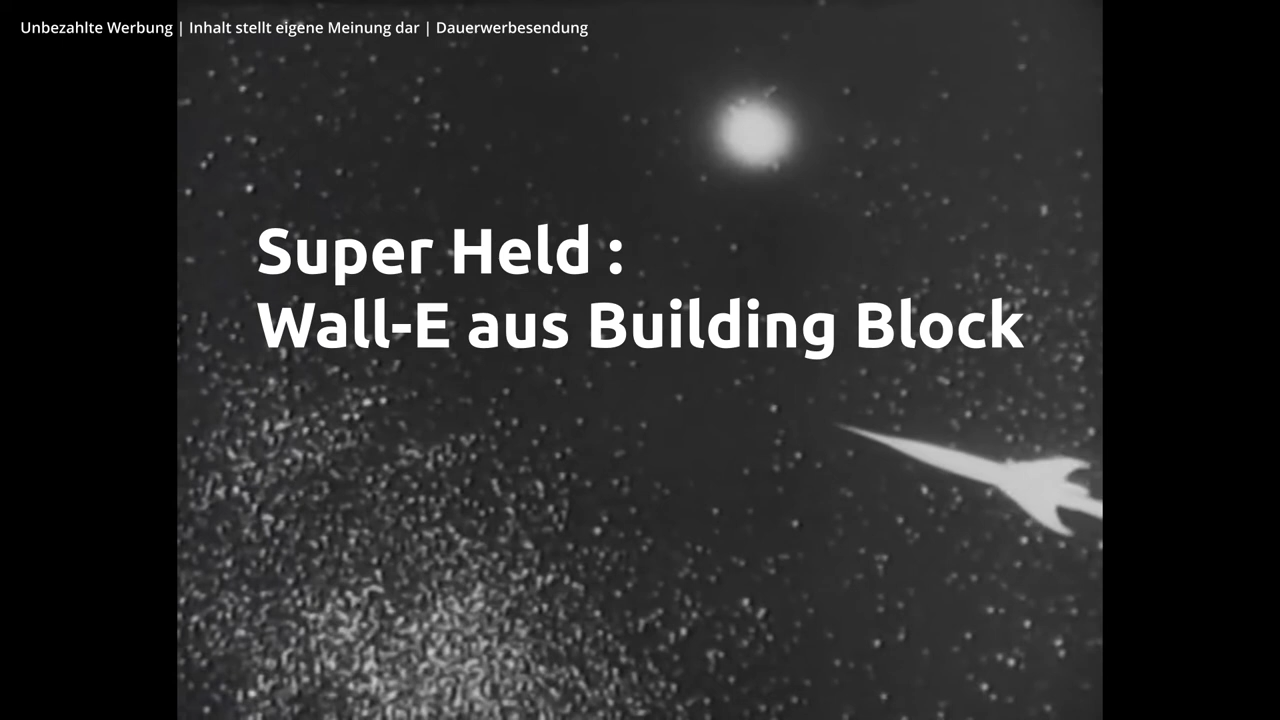 Unbezahlte Werbung | Inhalt stellt eigene Meinung dar | Dauerwerbesendung
Super Held :
Wall-E aus Building Block